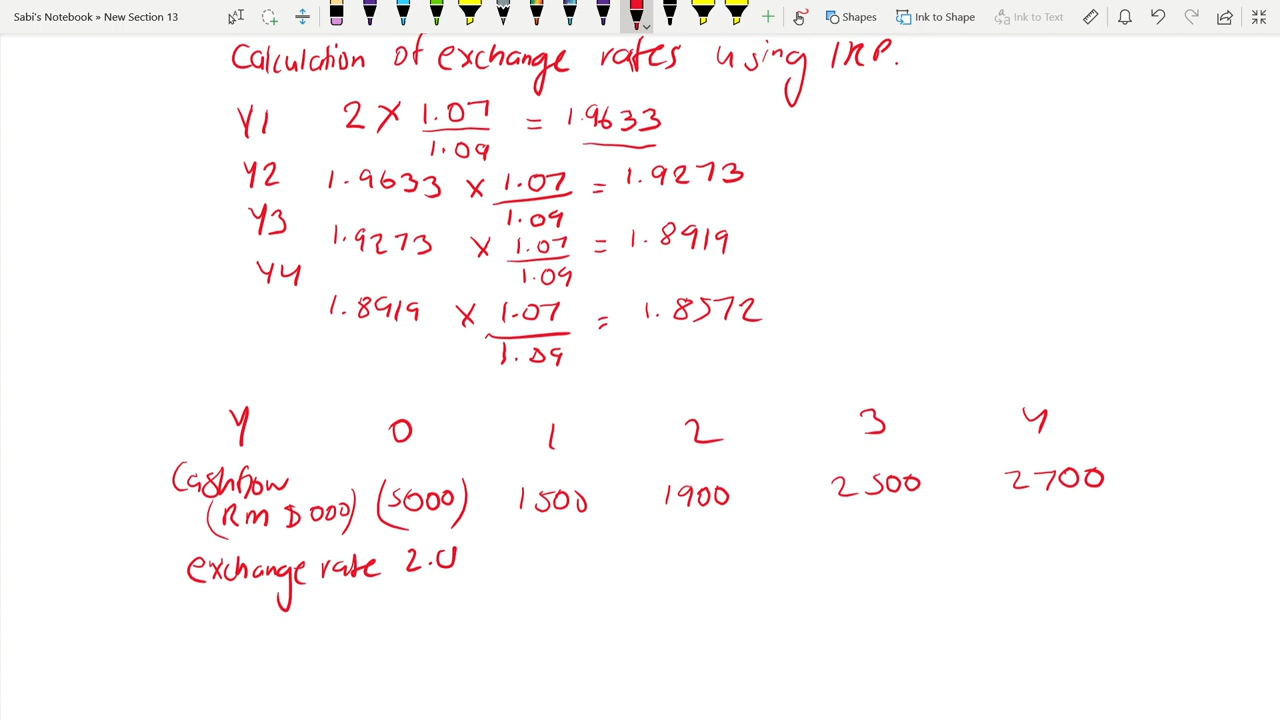 Sabi's Notebook » New Section 13
Shapes
Ink to Shape
Ink to Text
Calculation of exchange rates using IRP.
Y1 2 × 1.07 = 1.9633
1.09
Y2 1.9633 × 1.07 = 1.9273
1.09
Y3 1.9273 × 1.07 = 1.8919
1.09
Y4 1.8919 × 1.07 = 1.8572
1.09
Y 0 1 2 3 4
Cashflow
(Rm $ 000) (5000) 1500 1900 2500 2700
exchange rate 2.0